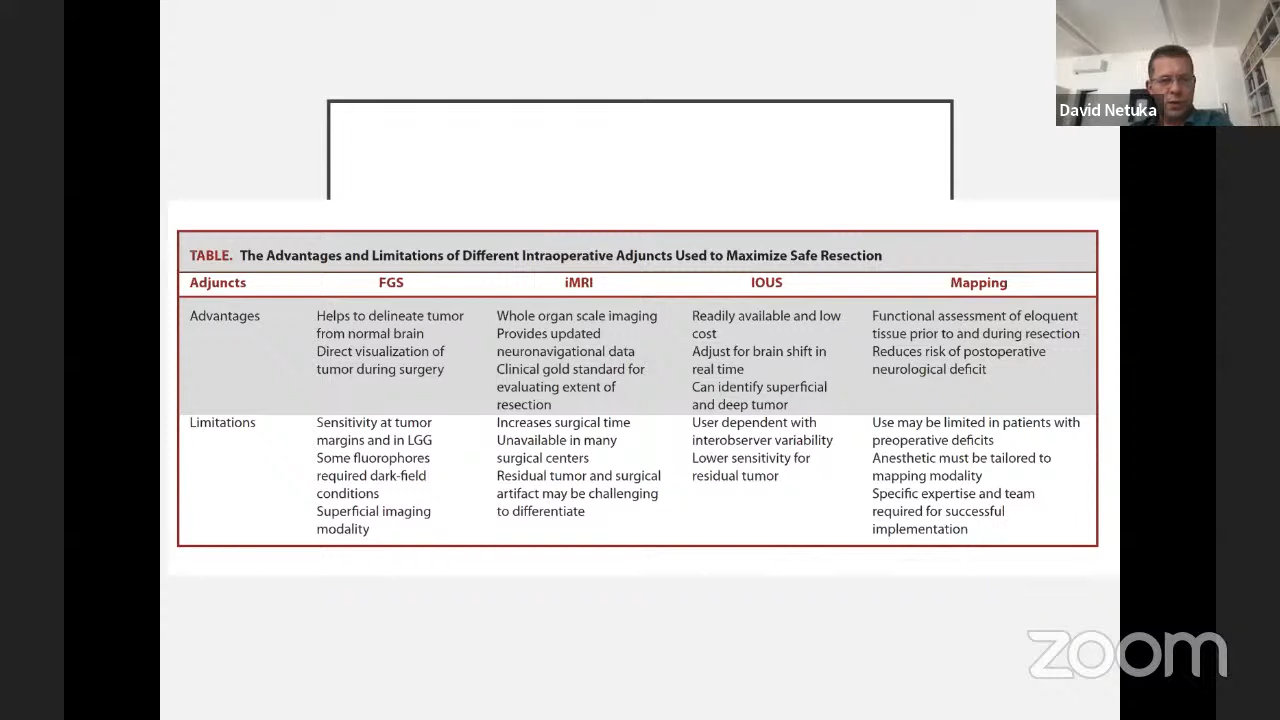 David Netuka
TABLE. The Advantages and Limitations of Different Intraoperative Adjuncts Used to Maximize Safe Resection
Adjuncts FGS iMRI IOUS Mapping
Advantages
Helps to delineate tumor
from normal brain
Direct visualization of
tumor during surgery
Whole organ scale imaging
Provides updated
neuronavigational data
Clinical gold standard for
evaluating extent of
resection
Readily available and low
cost
Adjust for brain shift in
real time
Can identify superficial
and deep tumor
Functional assessment of eloquent
tissue prior to and during resection
Reduces risk of postoperative
neurological deficit
Limitations
Sensitivity at tumor
margins and in LGG
Some fluorophores
required dark-field
conditions
Superficial imaging
modality
Increases surgical time
Unavailable in many
surgical centers
Residual tumor and surgical
artifact may be challenging
to differentiate
User dependent with
interobserver variability
Lower sensitivity for
residual tumor
Use may be limited in patients with
preoperative deficits
Anesthetic must be tailored to
mapping modality
Specific expertise and team
required for successful
implementation
zoom